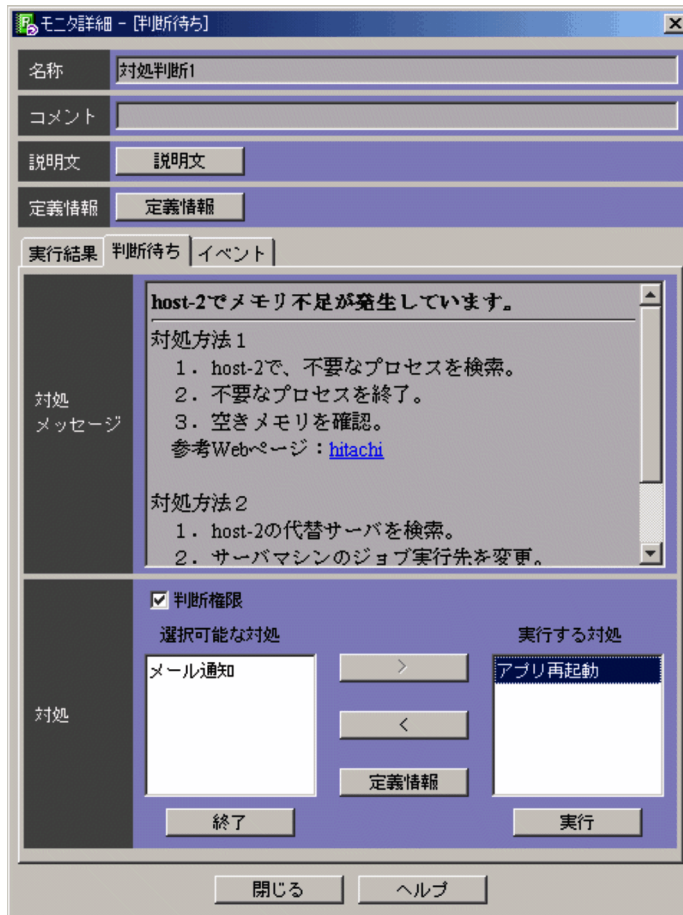 モニタ詳細 - [判断待ち]
名称 対処判断1
コメント
説明文 説明文
定義情報 定義情報
実行結果 判断待ち イベント
対処
メッセージ
host-2でメモリ不足が発生しています。
対処方法1
1．host-2で、不要なプロセスを検索。
2．不要なプロセスを終了。
3．空きメモリを確認。
参考Webページ：hitachi
対処方法2
1．host-2の代替サーバを検索。
2．サーバマシンのジョブ実行先を変更。
対処
判断権限
選択可能な対処 実行する対処
メール通知 > アプリ再起動
<
定義情報
終了 実行
閉じる ヘルプ